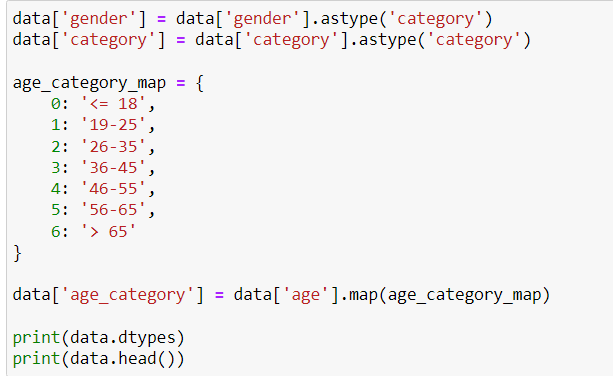 data['gender'] = data['gender'].astype('category')
data['category'] = data['category'].astype('category')
age_category_map = {
    0: '<= 18',
    1: '19-25',
    2: '26-35',
    3: '36-45',
    4: '46-55',
    5: '56-65',
    6: '> 65'
}
data['age_category'] = data['age'].map(age_category_map)
print(data.dtypes)
print(data.head())